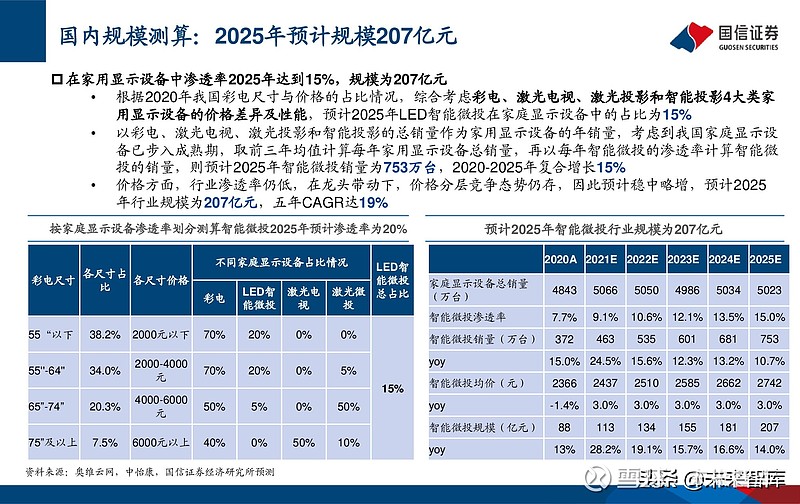 国内规模测算：2025年预计规模207亿元
国信证券
GUOSEN SECURITIES
在家用显示设备中渗透率2025年达到15%，规模为207亿元
• 根据2020年我国彩电尺寸与价格的占比情况，综合考虑彩电、激光电视、激光投影和智能投影4大类家
用显示设备的价格差异及性能，预计2025年LED智能微投在家庭显示设备中的占比为15%
• 以彩电、激光电视、激光投影和智能投影的总销量作为家用显示设备的年销量，考虑到我国家庭显示设
备已步入成熟期，取前三年均值计算每年家用显示设备总销量，再以每年智能微投的渗透率计算智能微
投的销量，则预计2025年智能微投销量为753万台，2020-2025年复合增长15%
• 价格方面，行业渗透率仍低，在龙头带动下，价格分层竞争态势仍存，因此预计稳中略增，预计2025
年行业规模为207亿元，五年CAGR达19%
按家庭显示设备渗透率划分测算智能微投2025年预计渗透率为20%
彩电尺寸 各尺寸占比 各尺寸价格 不同家庭显示设备占比情况 LED智能微投总占比
彩电 LED智能微投 激光电视 激光微投
55“以下 38.2% 2000元以下 70% 20% 0% 0%
55"-64" 34.0% 2000-4000元 70% 20% 0% 5%
65"-74" 20.3% 4000-6000元 50% 5% 0% 50%
75"及以上 7.5% 6000元以上 40% 0% 50% 10%
15%
预计2025年智能微投行业规模为207亿元
2020A 2021E 2022E 2023E 2024E 2025E
家庭显示设备总销量（万台） 4843 5066 5050 4986 5034 5023
智能微投渗透率 7.7% 9.1% 10.6% 12.1% 13.5% 15.0%
智能微投销量（万台） 372 463 535 601 681 753
yoy 15.0% 24.5% 15.6% 12.3% 13.2% 10.7%
智能微投均价（元） 2366 2437 2510 2585 2662 2742
yoy -1.4% 3.0% 3.0% 3.0% 3.0% 3.0%
智能微投规模（亿元） 88 113 134 155 181 207
yoy 13% 28.2% 19.1% 15.7% 16.6% 14.0%
资料来源：奥维云网，中怡康，国信证券经济研究所预测